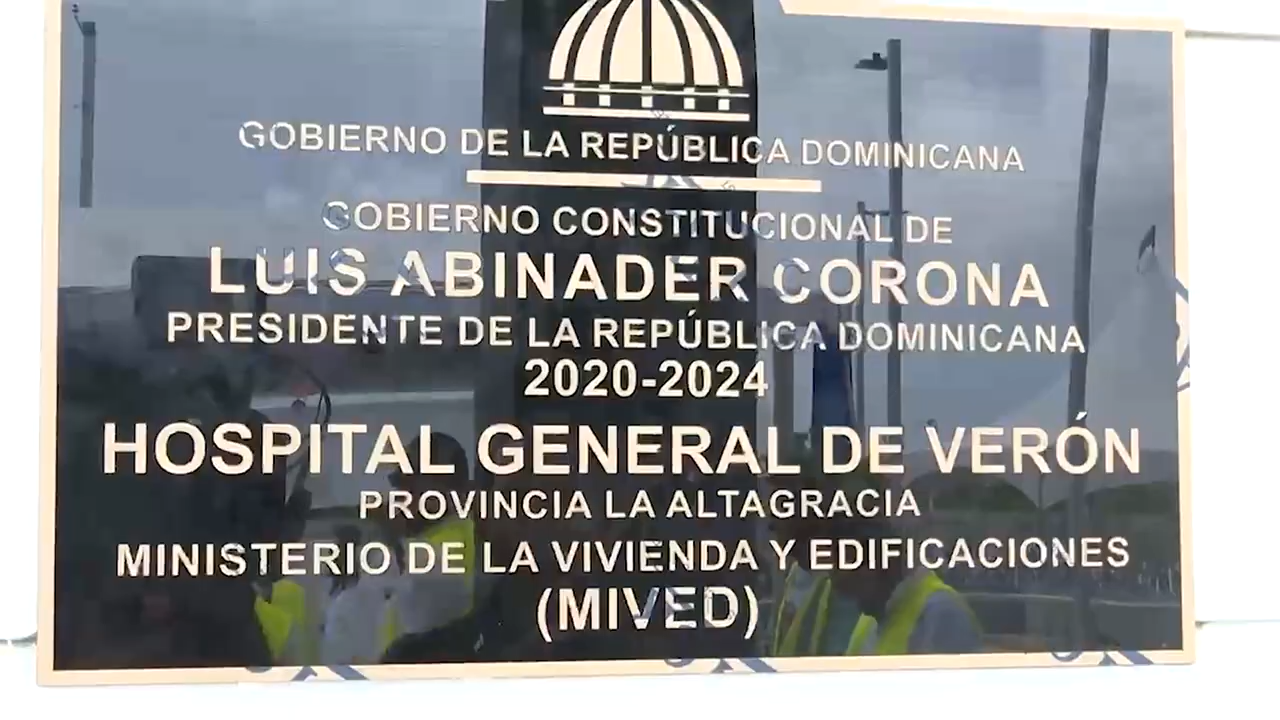 GOBIERNO DE LA REPÚBLICA DOMINICANA
GOBIERNO CONSTITUCIONAL DE
LUIS ABINADER CORONA
PRESIDENTE DE LA REPÚBLICA DOMINICANA
2020-2024
HOSPITAL GENERAL DE VERÓN
PROVINCIA LA ALTAGRACIA
MINISTERIO DE LA VIVIENDA Y EDIFICACIONES
(MIVED)